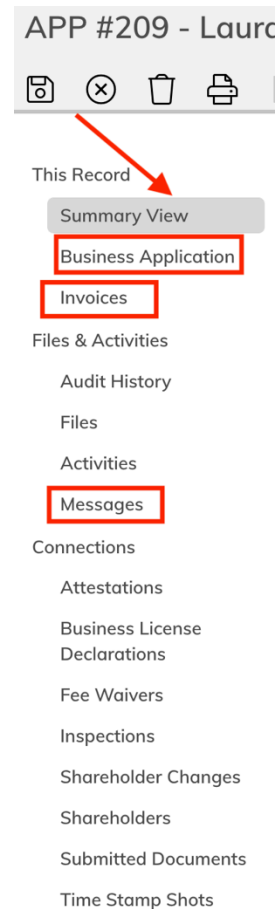 APP #209 - Laura
This Record
Summary View
Business Application
Invoices
Files & Activities
Audit History
Files
Activities
Messages
Connections
Attestations
Business License
Declarations
Fee Waivers
Inspections
Shareholder Changes
Shareholders
Submitted Documents
Time Stamp Shots